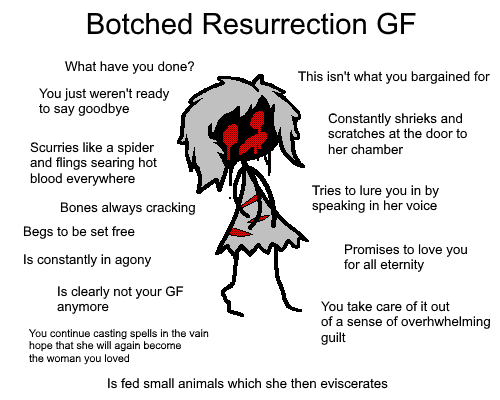 Botched Resurrection GF
What have you done?
This isn't what you bargained for
You just weren't ready
to say goodbye
Constantly shrieks and
scratches at the door to
her chamber
Scurries like a spider
and flings searing hot
blood everywhere
Tries to lure you in by
speaking in her voice
Bones always cracking
Begs to be set free
Promises to love you
for all eternity
Is constantly in agony
Is clearly not your GF
anymore
You take care of it out
of a sense of overhwhelming
guilt
You continue casting spells in the vain
hope that she will again become
the woman you loved
Is fed small animals which she then eviscerates